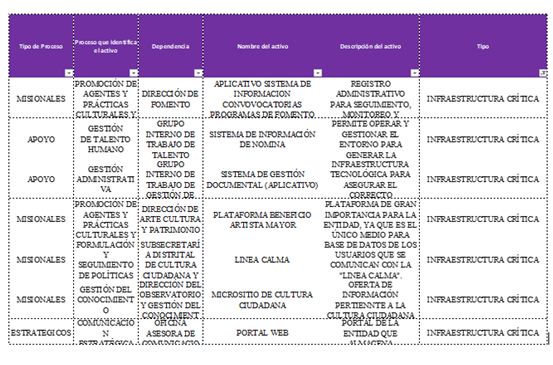 Tipo de Proceso
Proceso que identifica
el activo
Dependencia
Nombre del activo
Descripción del activo
Tipo
MISIONALES
PROMOCIÓN DE
AGENTES Y
PRÁCTICAS
CULTURALES Y
DIRECCIÓN DE
FOMENTO
APLICATIVO SISTEMA DE
INFORMACION
CONVOVOCATORIAS
PROGRAMAS DE FOMENTO
REGISTRO
ADMINISTRATIVO
PARA SEGUIMIENTO,
MONITOREO Y
INFRAESTRUCTURA CRÍTICA
APOYO
GESTIÓN
DE TALENTO
HUMANO
GRUPO
INTERNO DE
TRABAJO DE
TALENTO
SISTEMA DE INFORMACIÓN
DE NOMINA
PERMITE OPERAR Y
GESTIONAR EL
ENTORNO PARA
GENERAR LA
INFRAESTRUCTURA CRÍTICA
APOYO
GESTIÓN
ADMINISTRATI
VA
GRUPO
INTERNO DE
TRABAJO DE
GESTIÓN DE
SISTEMA DE GESTIÓN
DOCUMENTAL (APLICATIVO)
INFRAESTRUCTURA
TECNOLÓGICA PARA
ASEGURAR EL
CORRECTO
INFRAESTRUCTURA CRÍTICA
MISIONALES
PROMOCIÓN DE
AGENTES Y
PRÁCTICAS
CULTURALES Y
DIRECCIÓN DE
ARTE CULTURA
Y PATRIMONIO
PLATAFORMA BENEFICIO
ARTISTA MAYOR
PLATAFORMA DE GRAN
IMPORTANCIA PARA LA
ENTIDAD, YA QUE ES EL
ÚNICO MEDIO PARA
INFRAESTRUCTURA CRÍTICA
MISIONALES
FORMULACIÓN
Y
SEGUIMIENTO
DE POLÍTICAS
SUBSECRETARÍ
A DISTRITAL
DE CULTURA
CIUDADANA Y
LINEA CALMA
BASE DE DATOS DE LOS
USUARIOS QUE SE
COMUNICAN CON LA
"LINEA CALMA".
INFRAESTRUCTURA CRÍTICA
MISIONALES
GESTIÓN DEL
CONOCIMIENT
O
DIRECCIÓN DEL
OBSERVATORIO
Y GESTIÓN DEL
CONOCIMIENT
MICROSITIO DE CULTURA
CIUDADANA
OFERTA DE
INFORMACIÓN
PERTIENNTE A LA
CULTURA CIUDADANA
INFRAESTRUCTURA CRÍTICA
ESTRATEGICOS
COMUNICACIO
N
ESTRATÉGICA
OFICINA
ASESORA DE
COMUNICACIO
PORTAL WEB
PORTAL DE LA
ENTIDAD QUE
ALMACENA
INFRAESTRUCTURA CRÍTICA